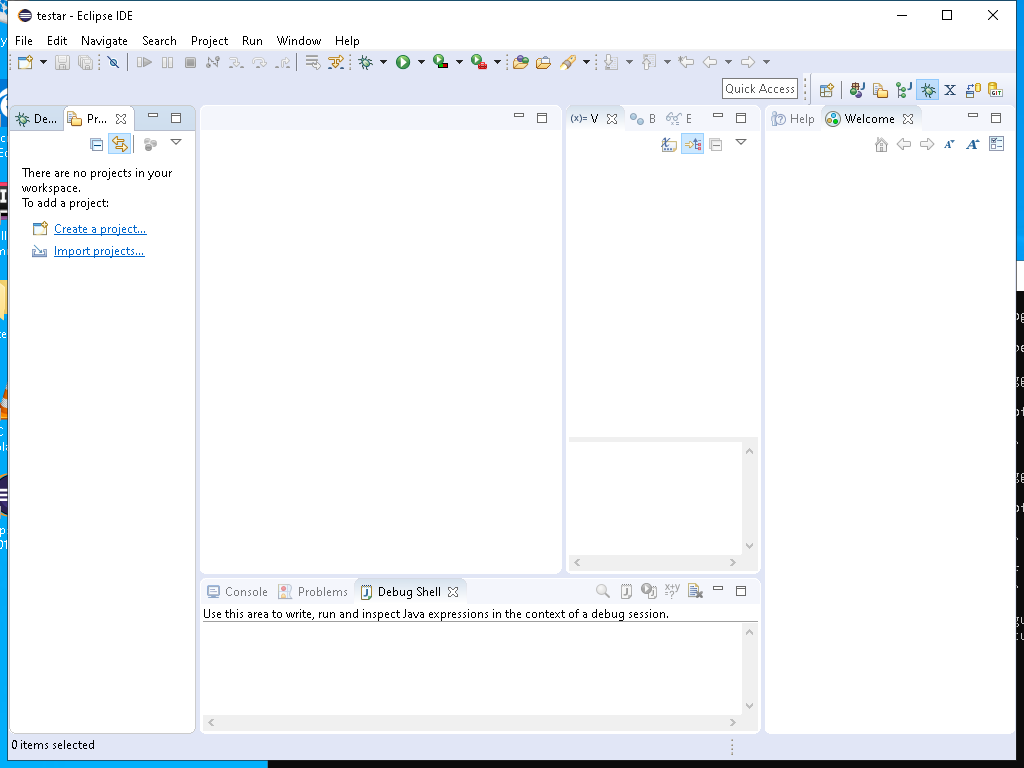 testar - Eclipse IDE
File Edit Navigate Search Project Run Window Help
Quick Access
De... Pr...
(x)= V B E
Help Welcome
There are no projects in your
workspace.
To add a project:
Create a project...
Import projects...
Console Problems Debug Shell
Use this area to write, run and inspect Java expressions in the context of a debug session.
0 items selected